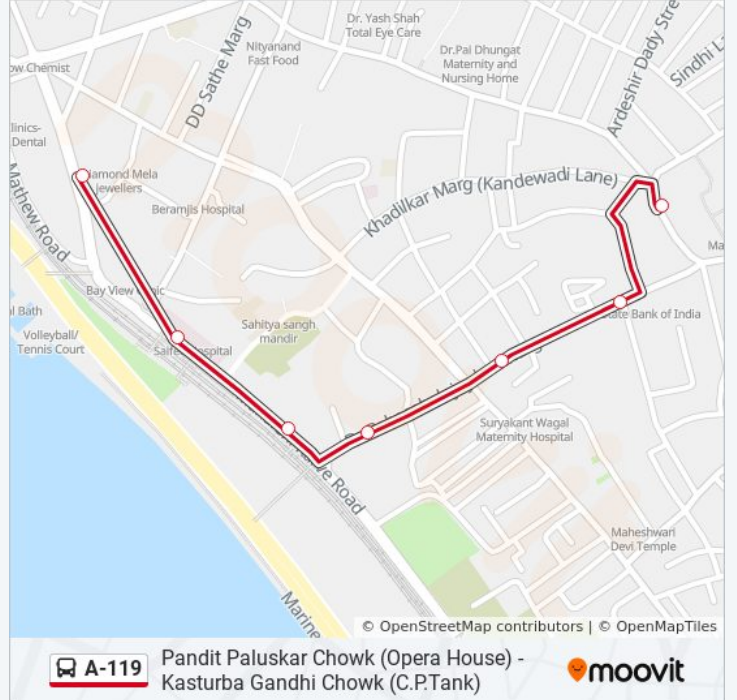 Dr. Yash Shah
Total Eye Care
Nityanand
Fast Food
DD Sathe Marg
Dr.Pai Dhungat
Maternity and
Nursing Home
Ardeshir Dady Stre
Sindhi La
ow Chemist
linics-
Dental
amond Mela
Jewellers
Beramjis Hospital
Khadilkar Marg (Kandewadi Lane)
Mathew Road
Bay View Clinic
Ma
al Bath
Volleyball/
Tennis Court
Saifee Hospital
Sahitya sangh
mandir
State Bank of India
Suryakant Wagal
Maternity Hospital
Road
Maheshwari
Devi Temple
Marine
© OpenStreetMap contributors | © OpenMapTiles
A-119
Pandit Paluskar Chowk (Opera House) -
Kasturba Gandhi Chowk (C.P.Tank)
moovit